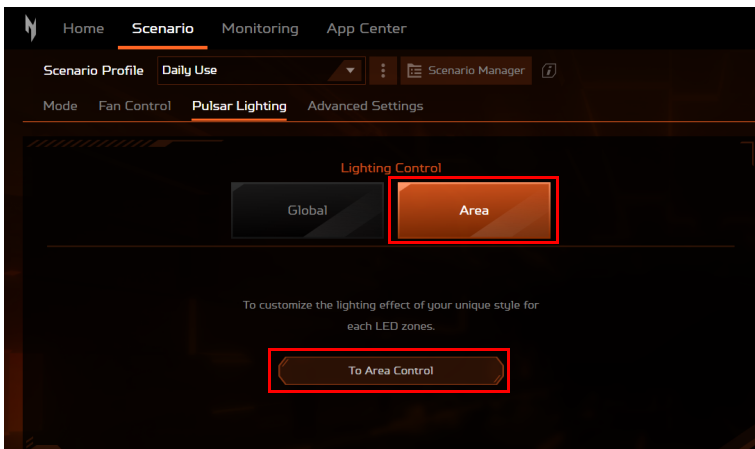 Home Scenario Monitoring App Center
Scenario Profile Daily Use Scenario Manager i
Mode Fan Control Pulsar Lighting Advanced Settings
Lighting Control
Global Area
To customize the lighting effect of your unique style for
each LED zones.
To Area Control